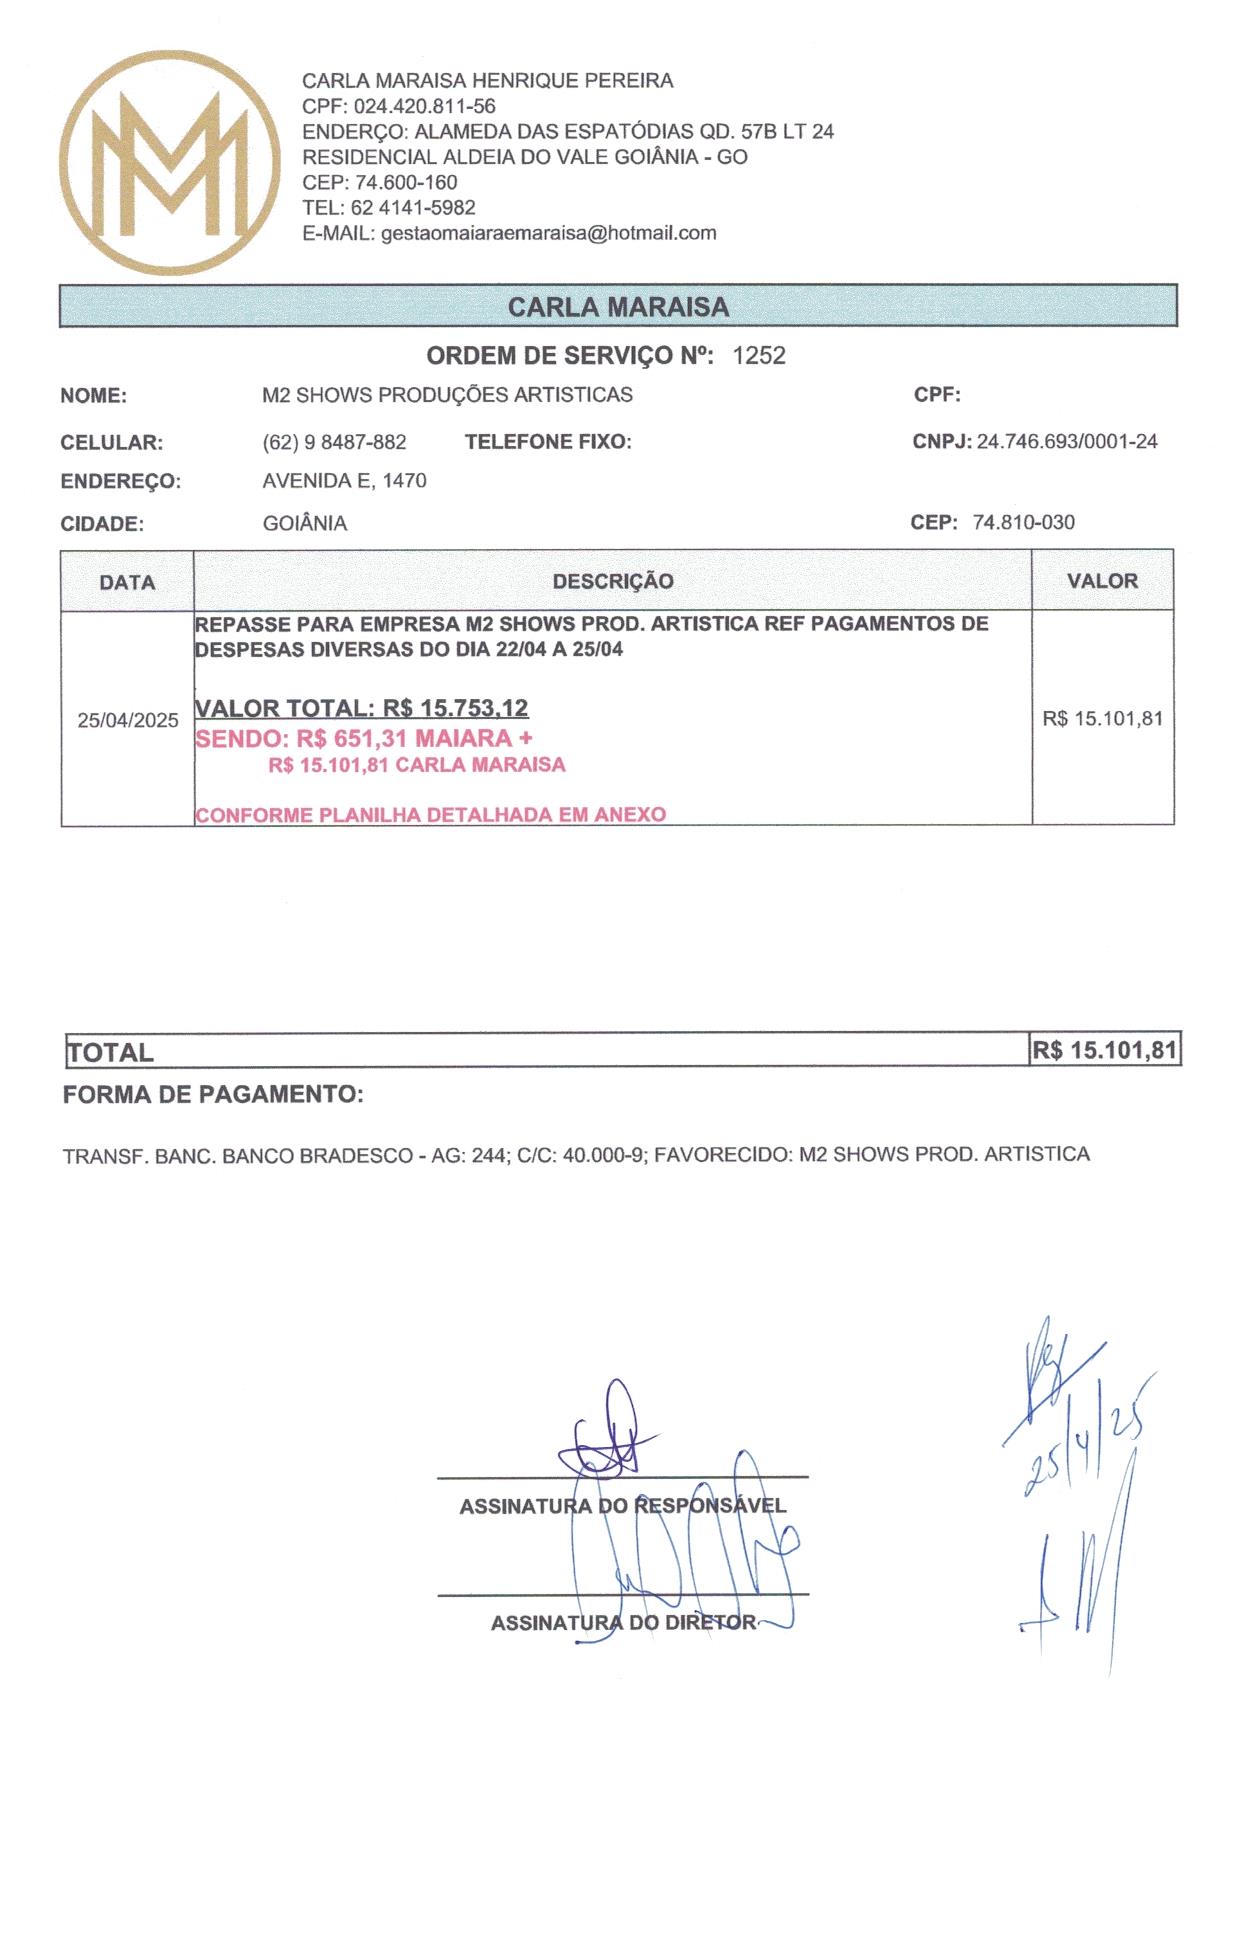 CARLA MARAISA HENRIQUE PEREIRA
CPF: 024.420.811-56
ENDERÇO: ALAMEDA DAS ESPATÓDIAS QD. 57B LT 24
RESIDENCIAL ALDEIA DO VALE GOIÂNIA - GO
CEP: 74.600-160
TEL: 62 4141-5982
E-MAIL: gestaomaiaraemaraisa@hotmail.com
CARLA MARAISA
ORDEM DE SERVIÇO Nº: 1252
NOME: M2 SHOWS PRODUÇÕES ARTISTICAS CPF:
CELULAR: (62) 9 8487-882 TELEFONE FIXO: CNPJ: 24.746.693/0001-24
ENDEREÇO: AVENIDA E, 1470
CIDADE: GOIÂNIA CEP: 74.810-030
DATA DESCRIÇÃO VALOR
REPASSE PARA EMPRESA M2 SHOWS PROD. ARTISTICA REF PAGAMENTOS DE
DESPESAS DIVERSAS DO DIA 22/04 A 25/04
VALOR TOTAL: R$ 15.753,12
25/04/2025 R$ 15.101,81
SENDO: R$ 651,31 MAIARA +
R$ 15.101,81 CARLA MARAISA
CONFORME PLANILHA DETALHADA EM ANEXO
TOTAL R$ 15.101,81
FORMA DE PAGAMENTO:
TRANSF. BANC. BANCO BRADESCO - AG: 244; C/C: 40.000-9; FAVORECIDO: M2 SHOWS PROD. ARTISTICA
25/4/25
ASSINATURA DO RESPONSÁVEL
ASSINATURA DO DIRETOR